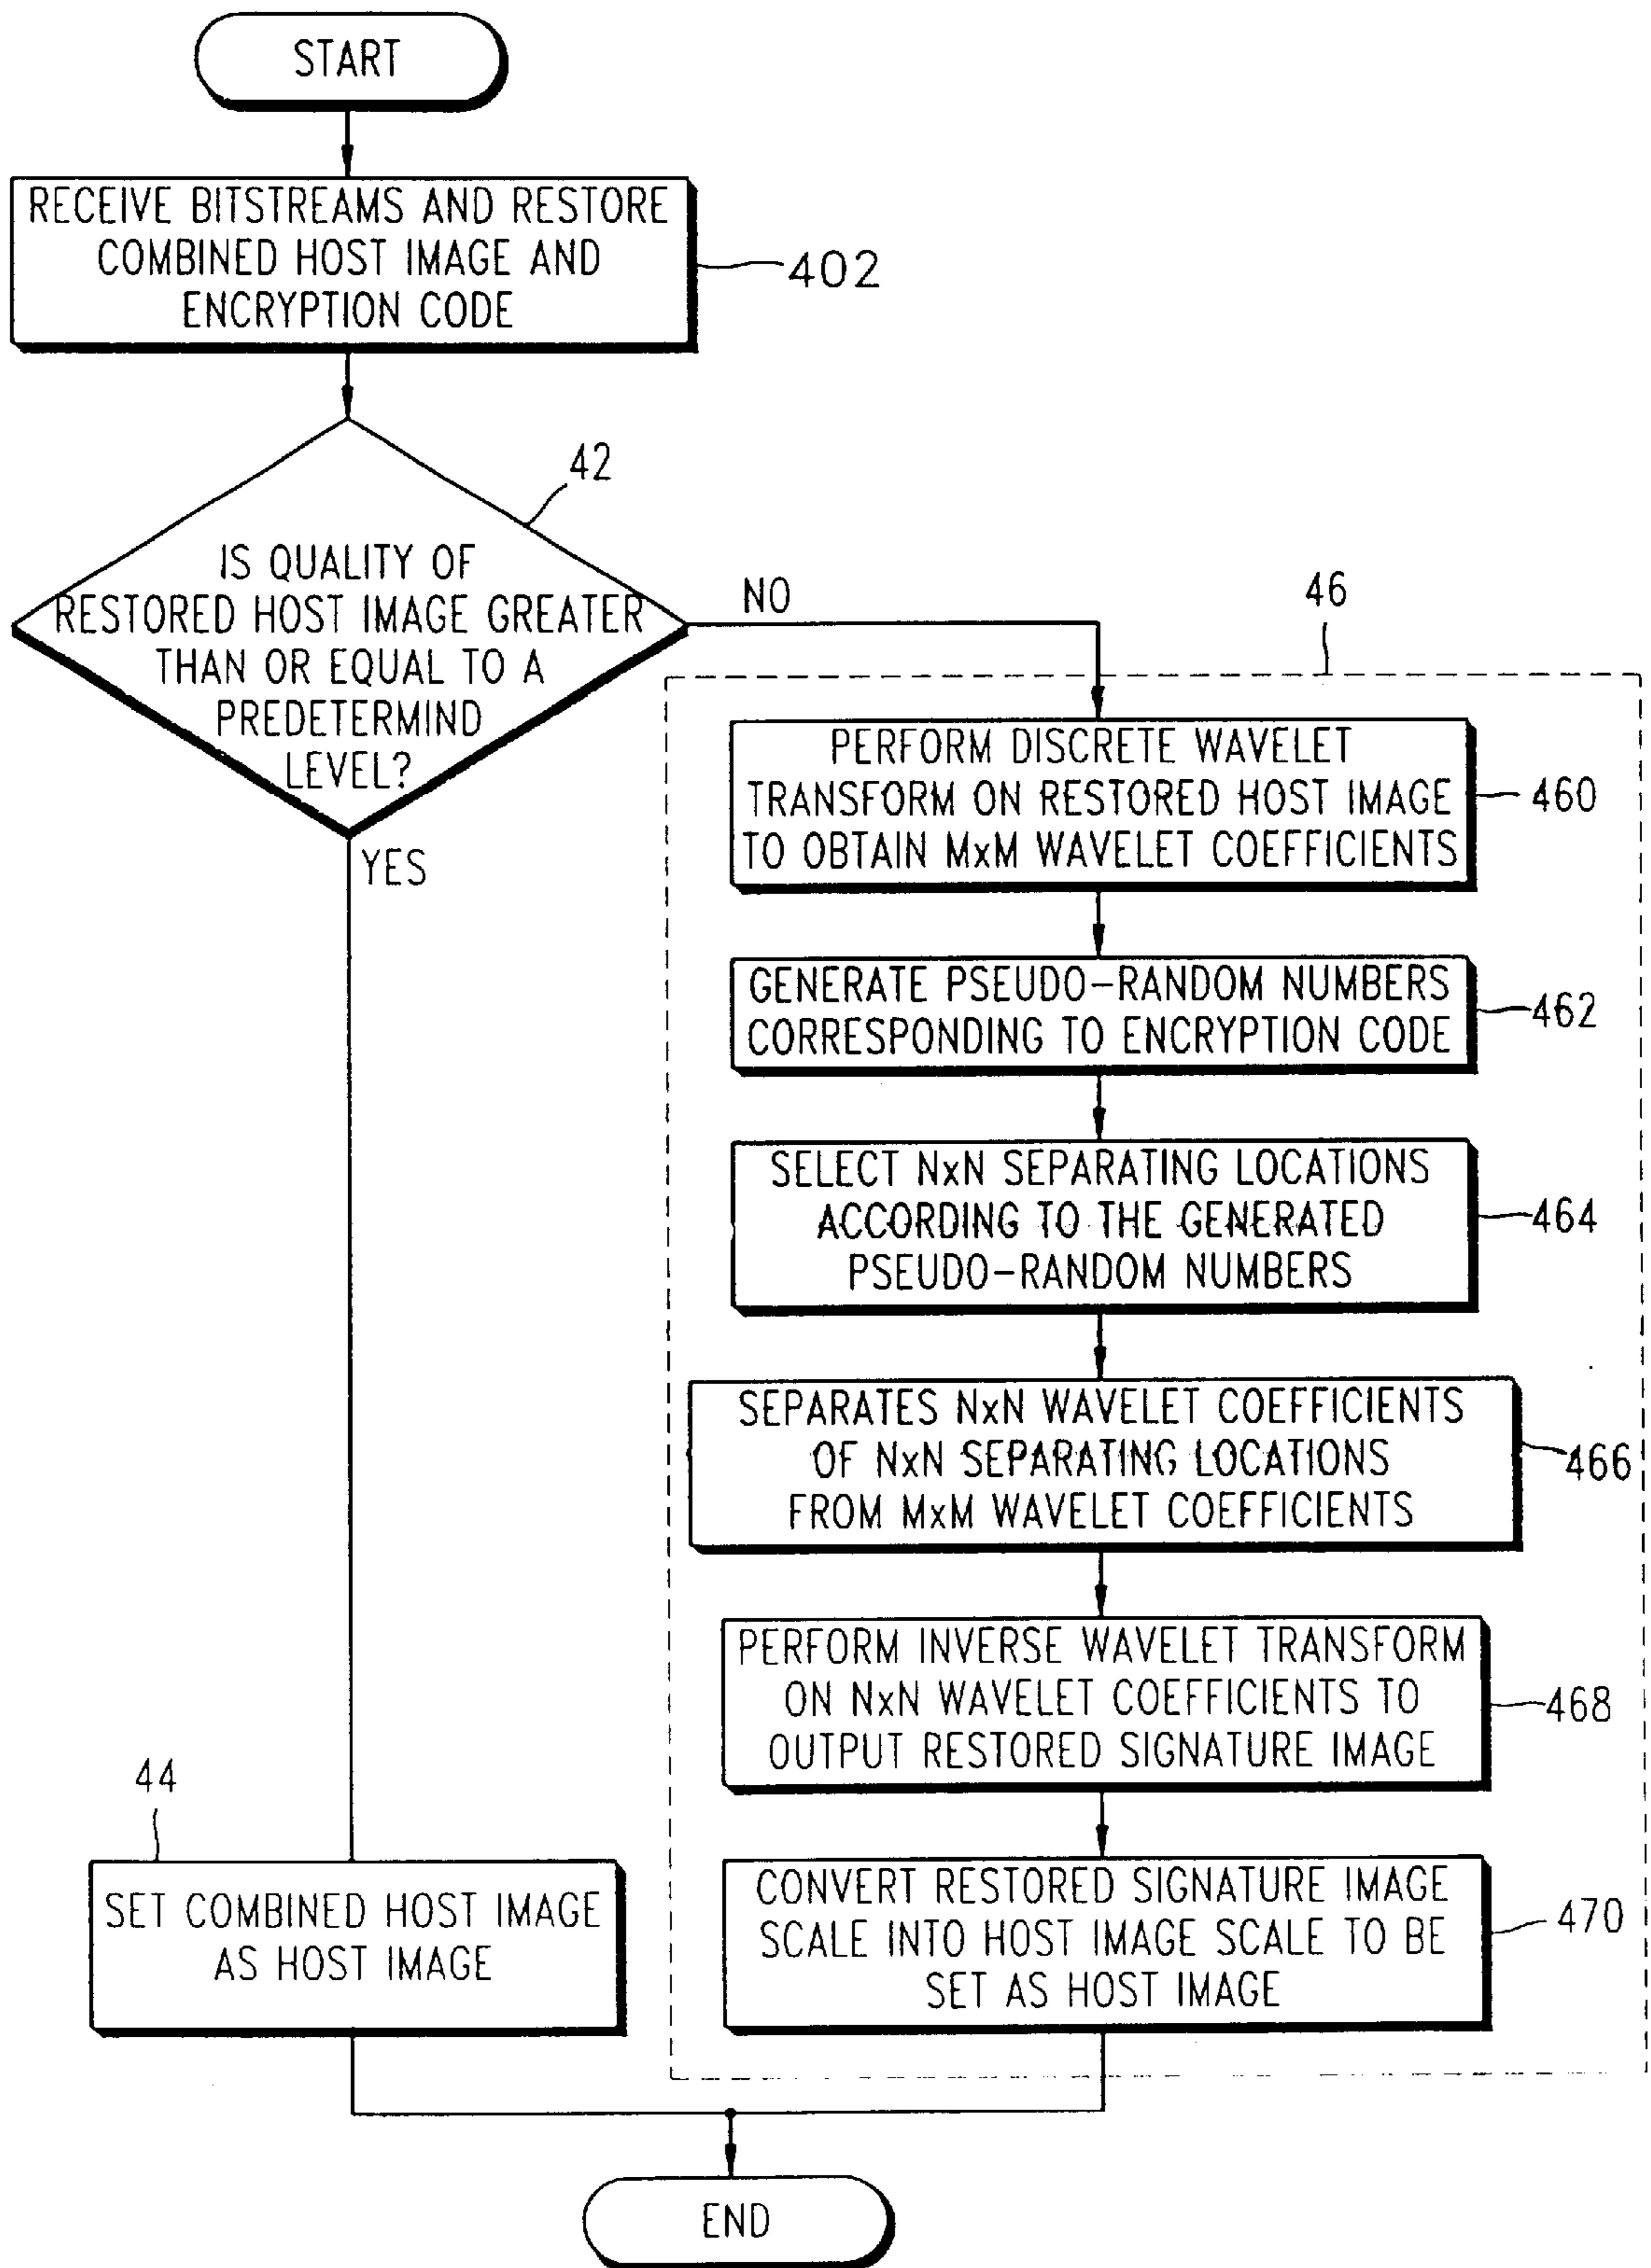 START
RECEIVE BITSTREAMS AND RESTORE
COMBINED HOST IMAGE AND
ENCRYPTION CODE
402
42
IS QUALITY OF
RESTORED HOST IMAGE GREATER
THAN OR EQUAL TO A
PREDETERMIND
LEVEL?
NO
YES
46
PERFORM DISCRETE WAVELET
TRANSFORM ON RESTORED HOST IMAGE
TO OBTAIN MxM WAVELET COEFFICIENTS
460
GENERATE PSEUDO-RANDOM NUMBERS
CORRESPONDING TO ENCRYPTION CODE
462
SELECT NxN SEPARATING LOCATIONS
ACCORDING TO THE GENERATED
PSEUDO-RANDOM NUMBERS
464
SEPARATES NxN WAVELET COEFFICIENTS
OF NxN SEPARATING LOCATIONS
FROM MxM WAVELET COEFFICIENTS
466
PERFORM INVERSE WAVELET TRANSFORM
ON NxN WAVELET COEFFICIENTS TO
OUTPUT RESTORED SIGNATURE IMAGE
468
44
SET COMBINED HOST IMAGE
AS HOST IMAGE
CONVERT RESTORED SIGNATURE IMAGE
SCALE INTO HOST IMAGE SCALE TO BE
SET AS HOST IMAGE
470
END